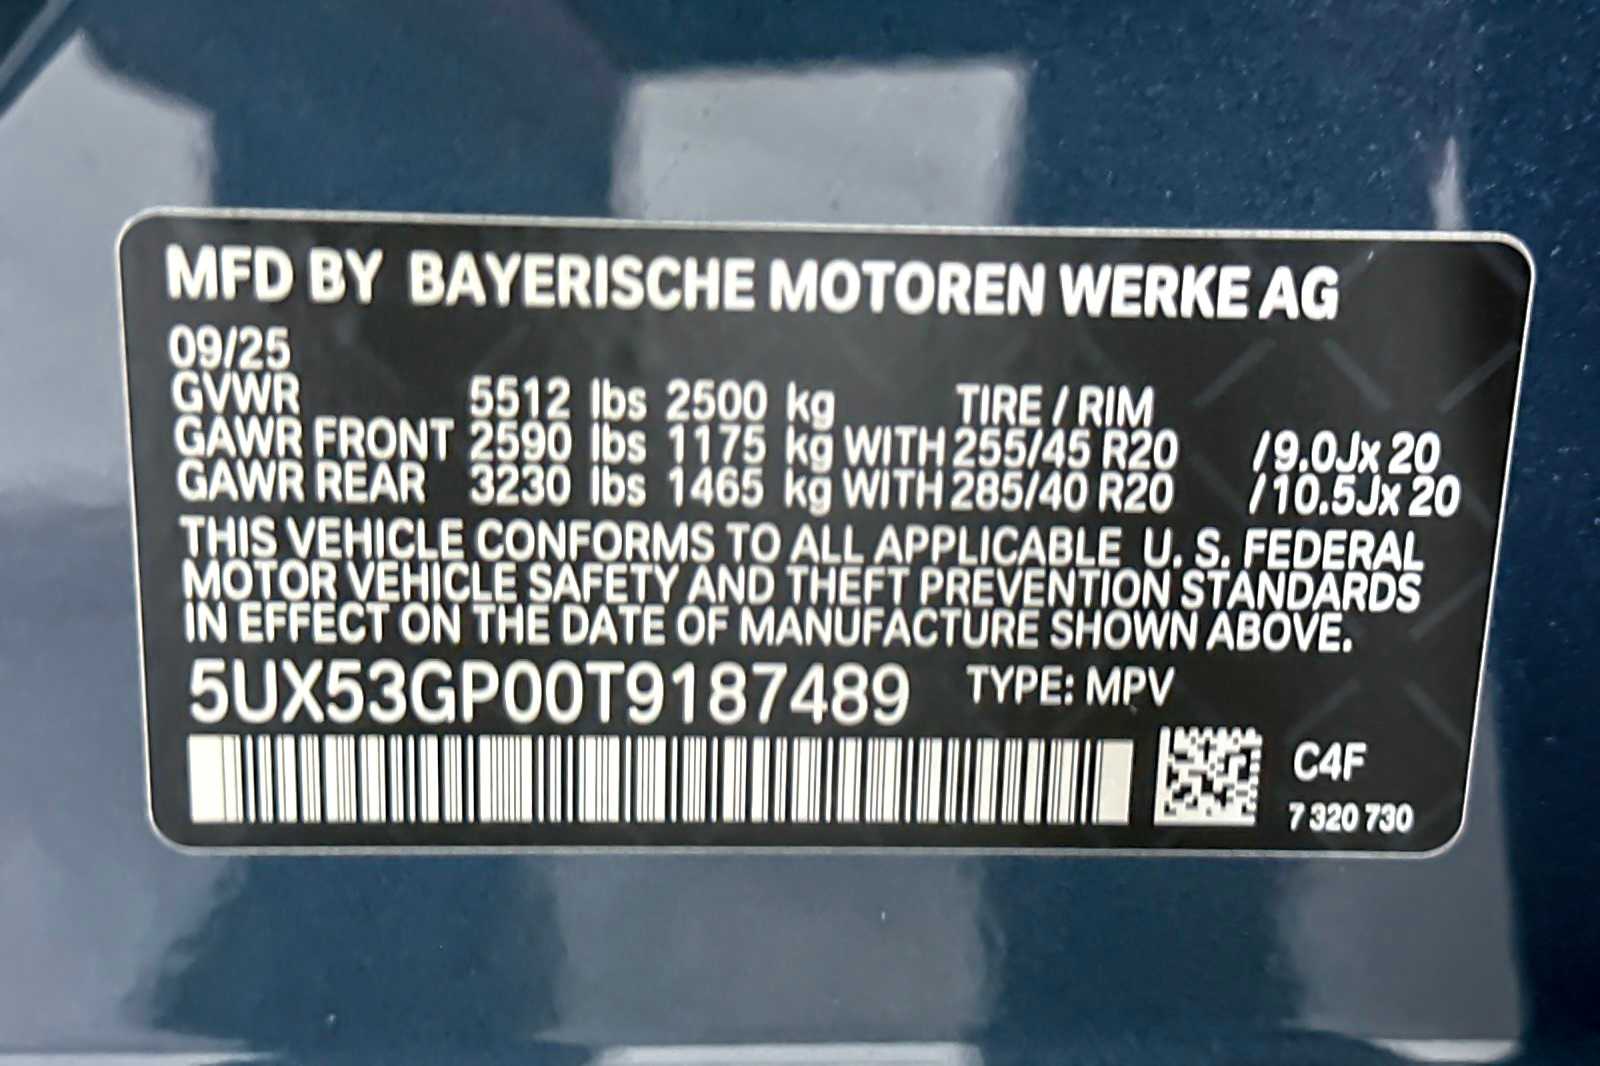 MFD BY BAYERISCHE MOTOREN WERKE AG
09/25
GVWR 5512 lbs 2500 kg TIRE / RIM
GAWR FRONT 2590 lbs 1175 kg WITH 255/45 R20 /9.0Jx 20
GAWR REAR 3230 lbs 1465 kg WITH 285/40 R20 /10.5Jx 20
THIS VEHICLE CONFORMS TO ALL APPLICABLE U. S. FEDERAL
MOTOR VEHICLE SAFETY AND THEFT PREVENTION STANDARDS
IN EFFECT ON THE DATE OF MANUFACTURE SHOWN ABOVE.
5UX53GP00T9187489 TYPE: MPV
C4F
7 320 730